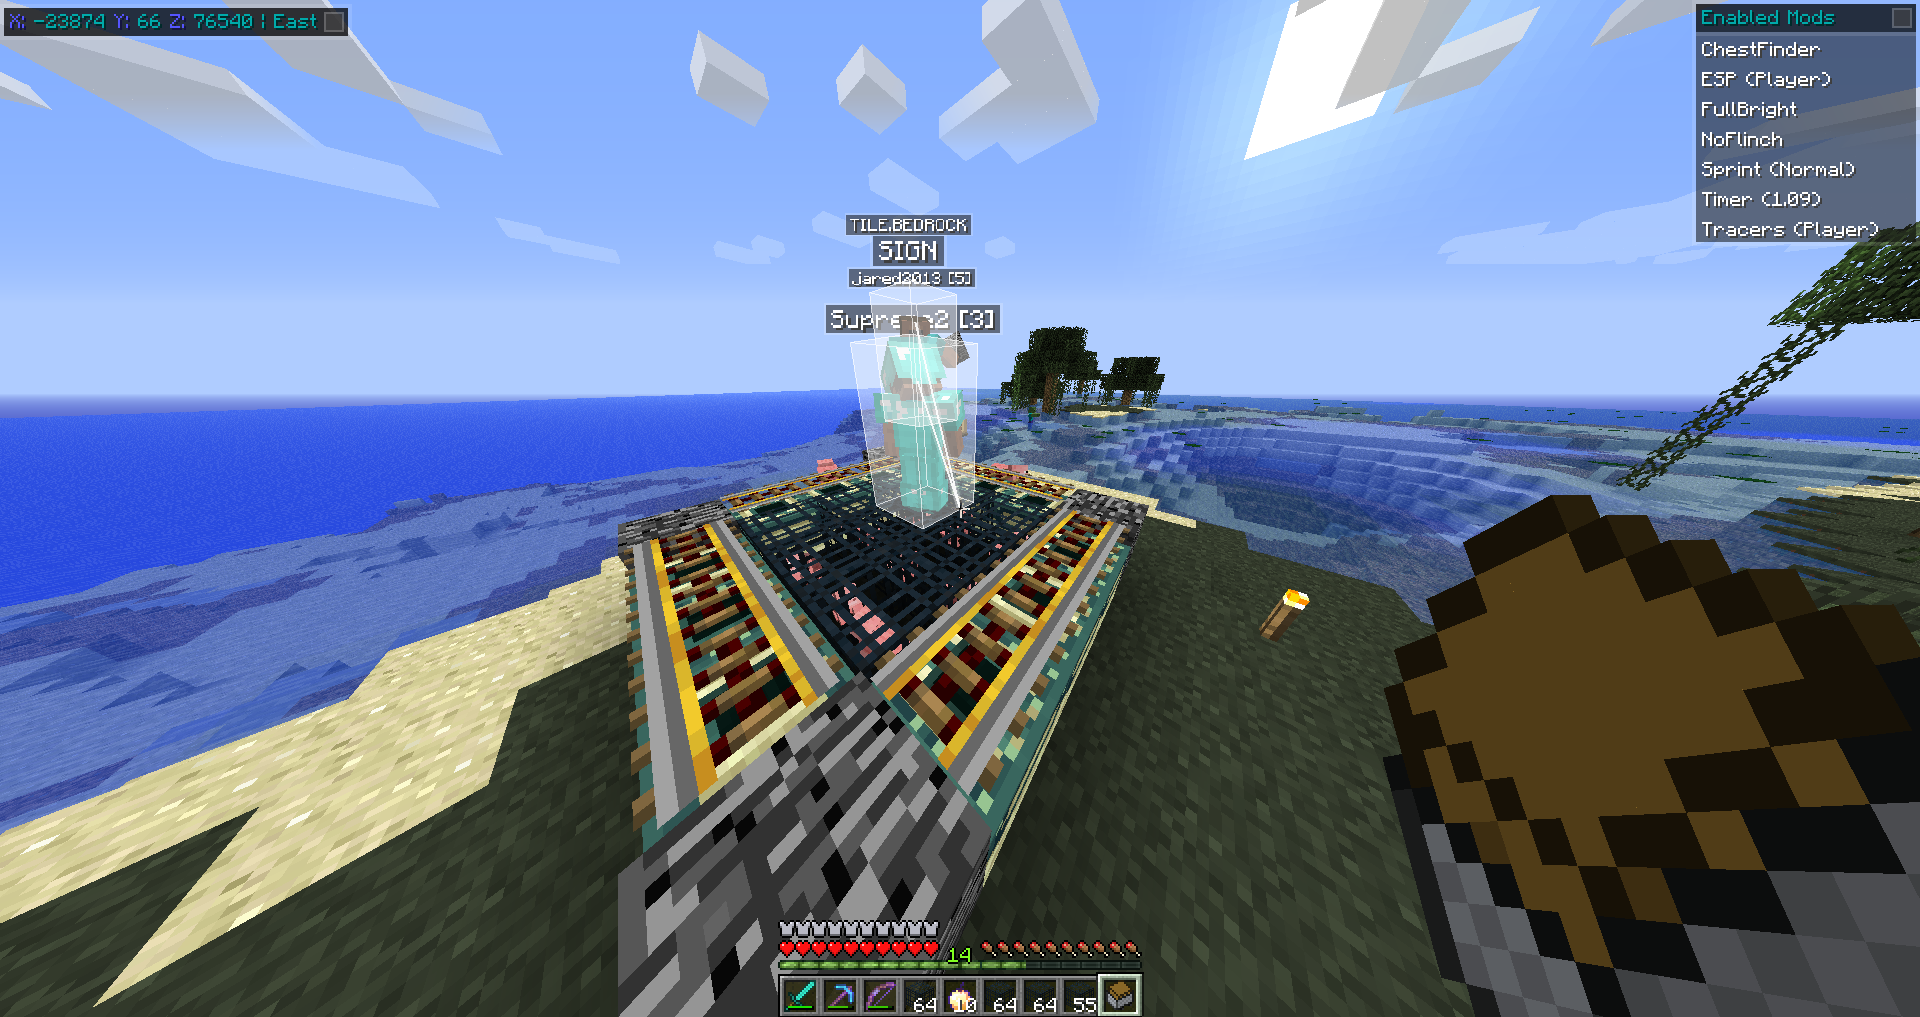 X: -23874 Y: 66 Z: 76540 | East
Enabled Mods
ChestFinder
ESP (Player)
FullBright
NoFlinch
Sprint (Normal)
Timer (1.09)
Tracers (Player)
TILE.BEDROCK
SIGN
jared2013 [5]
[3]
14
64
10
64
64
55